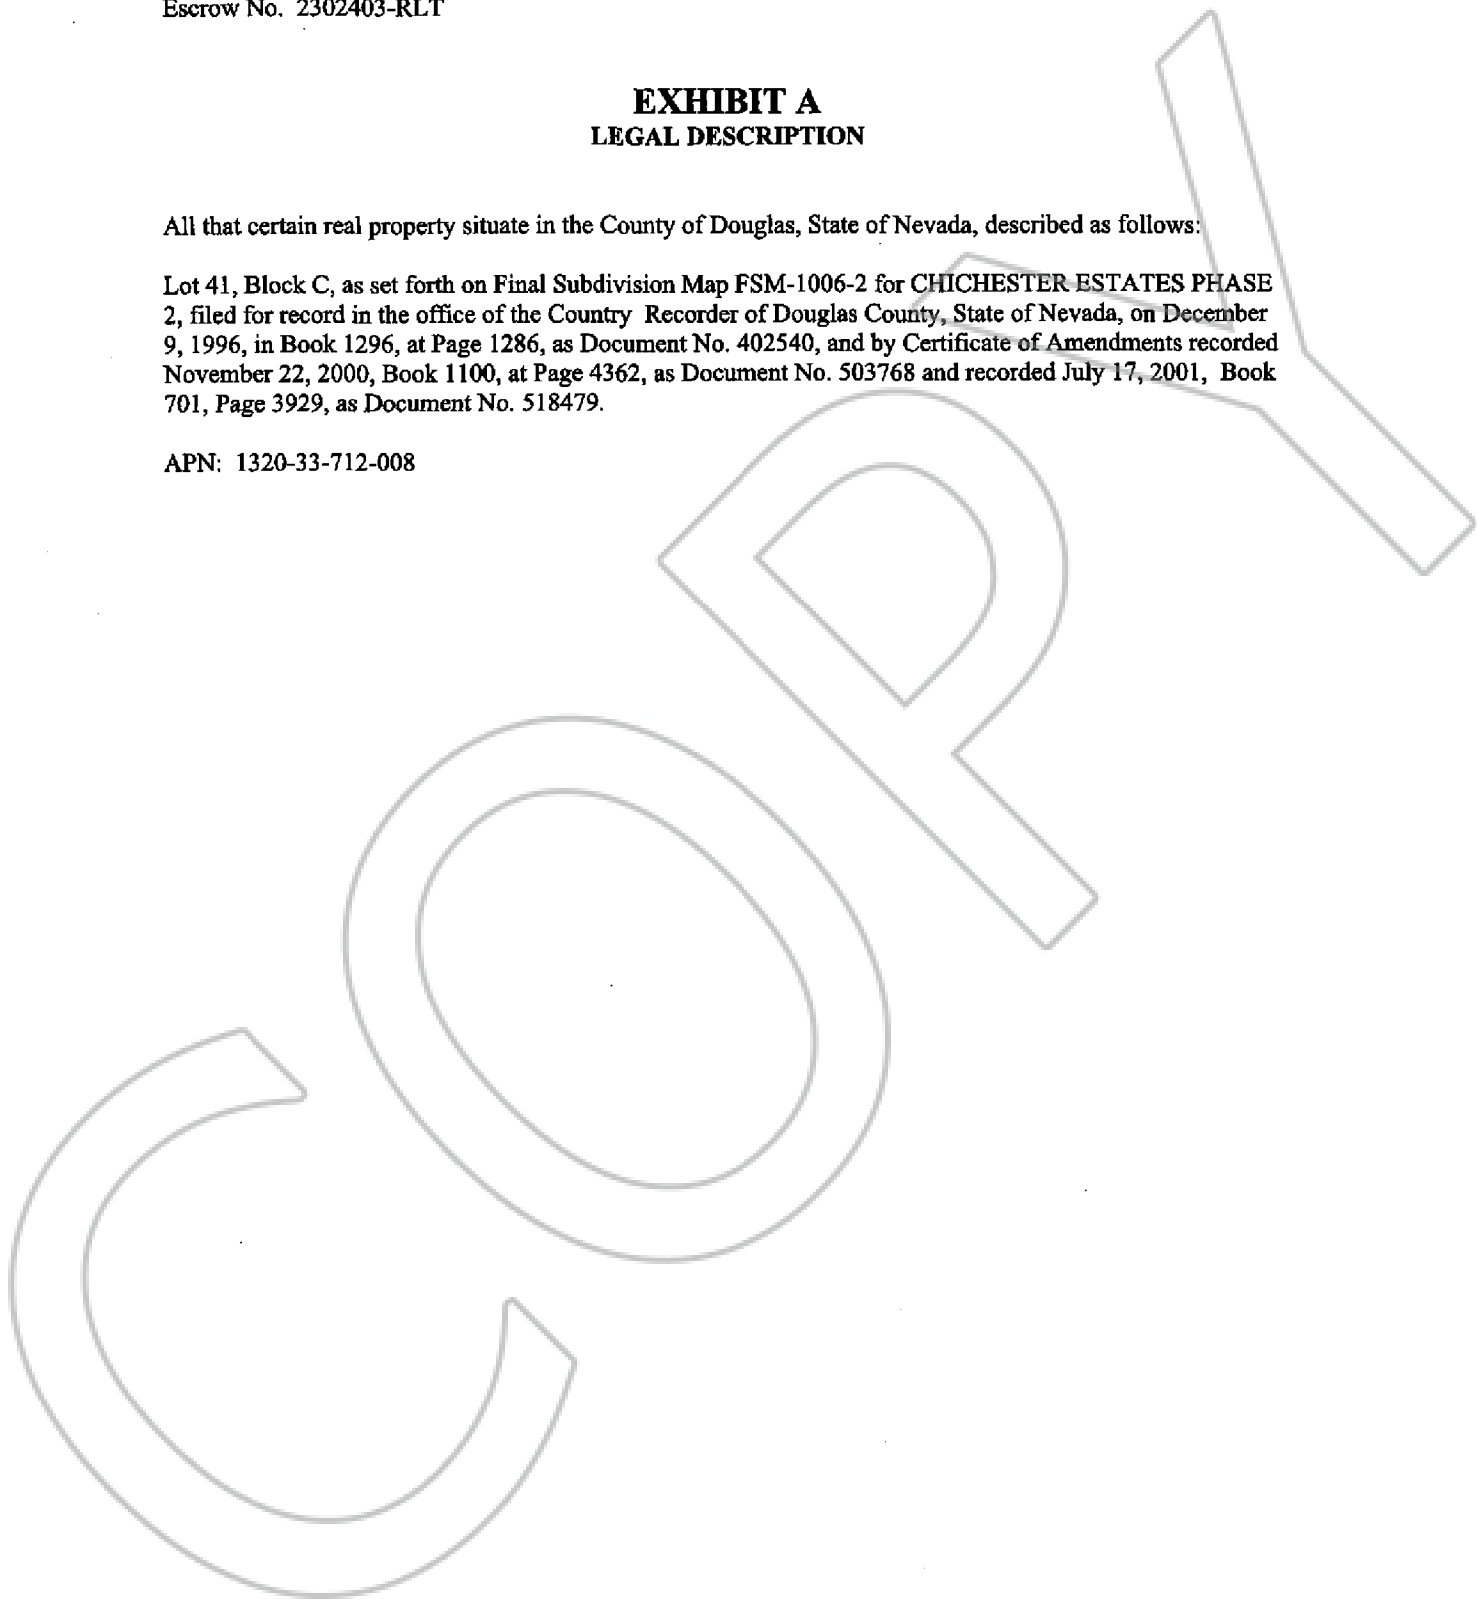 Escrow No. 2302403-RLT
EXHIBIT A
LEGAL DESCRIPTION
All that certain real property situate in the County of Douglas, State of Nevada, described as follows:
Lot 41, Block C, as set forth on Final Subdivision Map FSM-1006-2 for CHICHESTER ESTATES PHASE
2, filed for record in the office of the Country Recorder of Douglas County, State of Nevada, on December
9, 1996, in Book 1296, at Page 1286, as Document No. 402540, and by Certificate of Amendments recorded
November 22, 2000, Book 1100, at Page 4362, as Document No. 503768 and recorded July 17, 2001, Book
701, Page 3929, as Document No. 518479.
APN: 1320-33-712-008
COPY